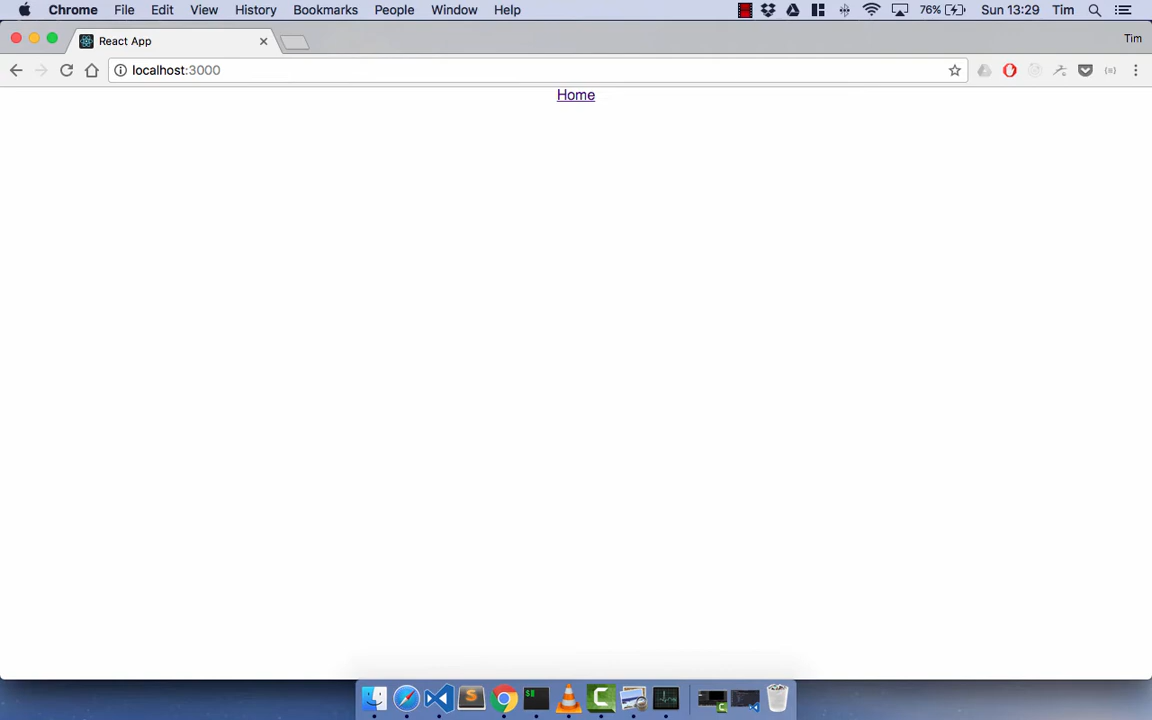 Chrome File Edit View History Bookmarks People Window Help 76% Sun 13:29 Tim
React App Tim
localhost:3000
Home